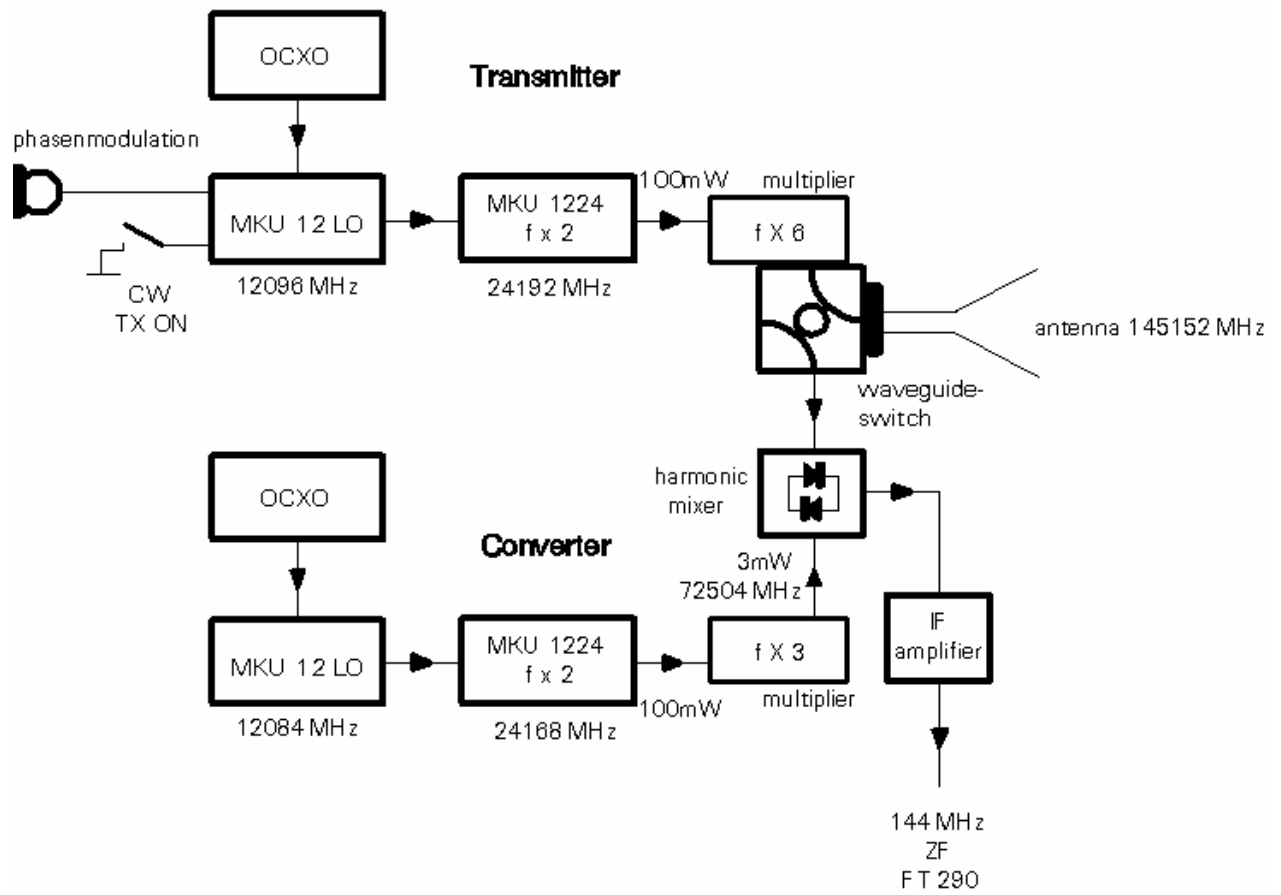 OCXO
Transmitter
phasenmodulation
MKU 12 LO
12096 MHz
CW
TX ON
MKU 1224
f x 2
24192 MHz
100mW
multiplier
f X 6
antenna 145152 MHz
waveguide-
switch
harmonic
mixer
OCXO
Converter
MKU 12 LO
12084 MHz
MKU 1224
f x 2
24168 MHz
100mW
3mW
72504 MHz
f X 3
multiplier
IF
amplifier
144 MHz
ZF
FT 290